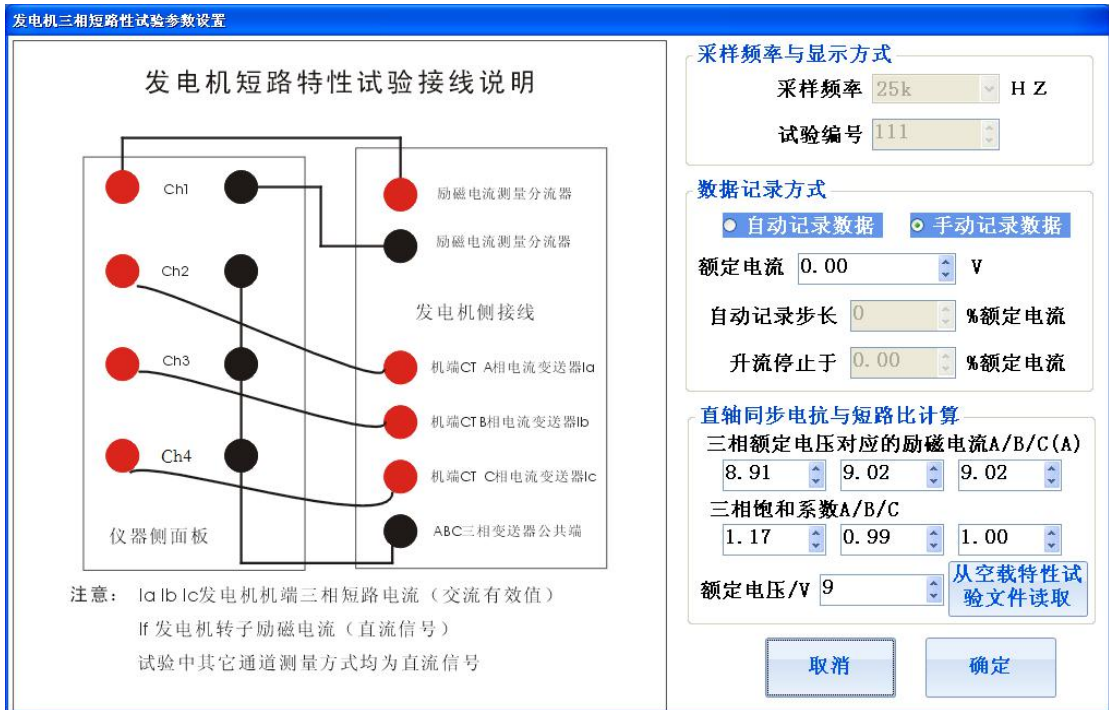 发电机三相短路性试验参数设置
发电机短路特性试验接线说明
Ch1
励磁电流测量分流器
励磁电流测量分流器
Ch2
发电机侧接线
Ch3
机端CT A相电流变送器Ia
机端CTB相电流变送器Ib
Ch4
机端CT C相电流变送器Ic
仪器侧面板
ABC三相变送器公共端
注意： Ia Ib Ic发电机机端三相短路电流（交流有效值）
If 发电机转子励磁电流（直流信号）
试验中其它通道测量方式均为直流信号
采样频率与显示方式
采样频率 25k HZ
试验编号 111
数据记录方式
自动记录数据 手动记录数据
额定电流 0.00 V
自动记录步长 0 %额定电流
升流停止于 0.00 %额定电流
直轴同步电抗与短路比计算
三相额定电压对应的励磁电流A/B/C(A)
8.91 9.02 9.02
三相饱和系数A/B/C
1.17 0.99 1.00
额定电压/V 9
从空载特性试
验文件读取
取消 确定